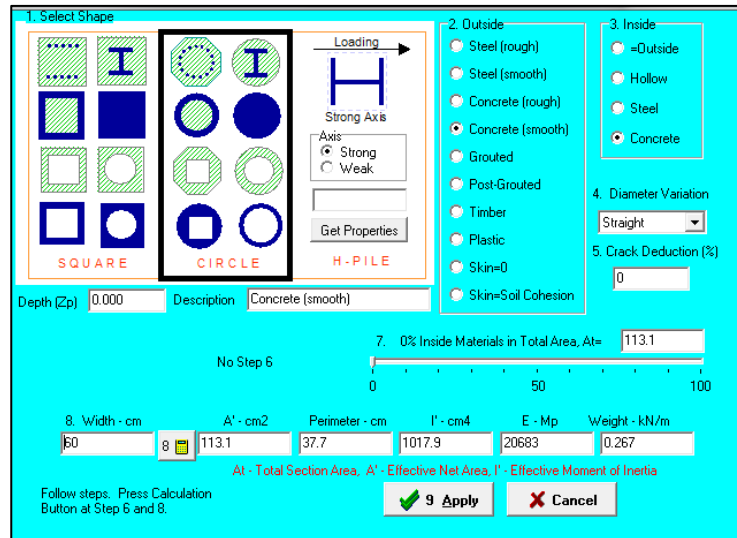 1. Select Shape
Loading
Strong Axis
Axis
Strong
Weak
Get Properties
SQUARE
CIRCLE
H-PILE
2. Outside
Steel (rough)
Steel (smooth)
Concrete (rough)
Concrete (smooth)
Grouted
Post-Grouted
Timber
Plastic
Skin=0
Skin=Soil Cohesion
3. Inside
=Outside
Hollow
Steel
Concrete
4. Diameter Variation
Straight
5. Crack Deduction (%)
0
Depth (Zp) 0.000 Description Concrete (smooth)
No Step 6
7. 0% Inside Materials in Total Area, At= 113.1
0 50 100
8. Width - cm A' - cm2 Perimeter - cm I' - cm4 E - Mp Weight - kN/m
60 8 113.1 37.7 1017.9 20683 0.267
At - Total Section Area, A' - Effective Net Area, I' - Effective Moment of Inertia
Follow steps. Press Calculation
Button at Step 6 and 8.
9 Apply
Cancel